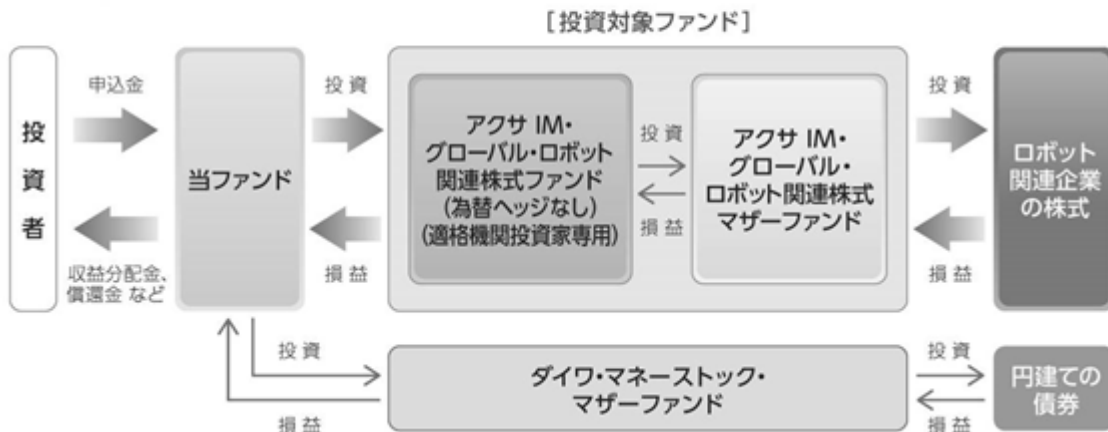 [投資対象ファンド]
投資者
申込金
収益分配金、
償還金 など
当ファンド
投 資
損 益
アクサ IM・
グローバル・ロボット
関連株式ファンド
(為替ヘッジなし)
(適格機関投資家専用)
投 資
損 益
アクサ IM・
グローバル・
ロボット関連株式
マザーファンド
投 資
損 益
ロボット
関連企業
の株式
投 資
損 益
ダイワ・マネーストック・
マザーファンド
投 資
損 益
円建ての
債券